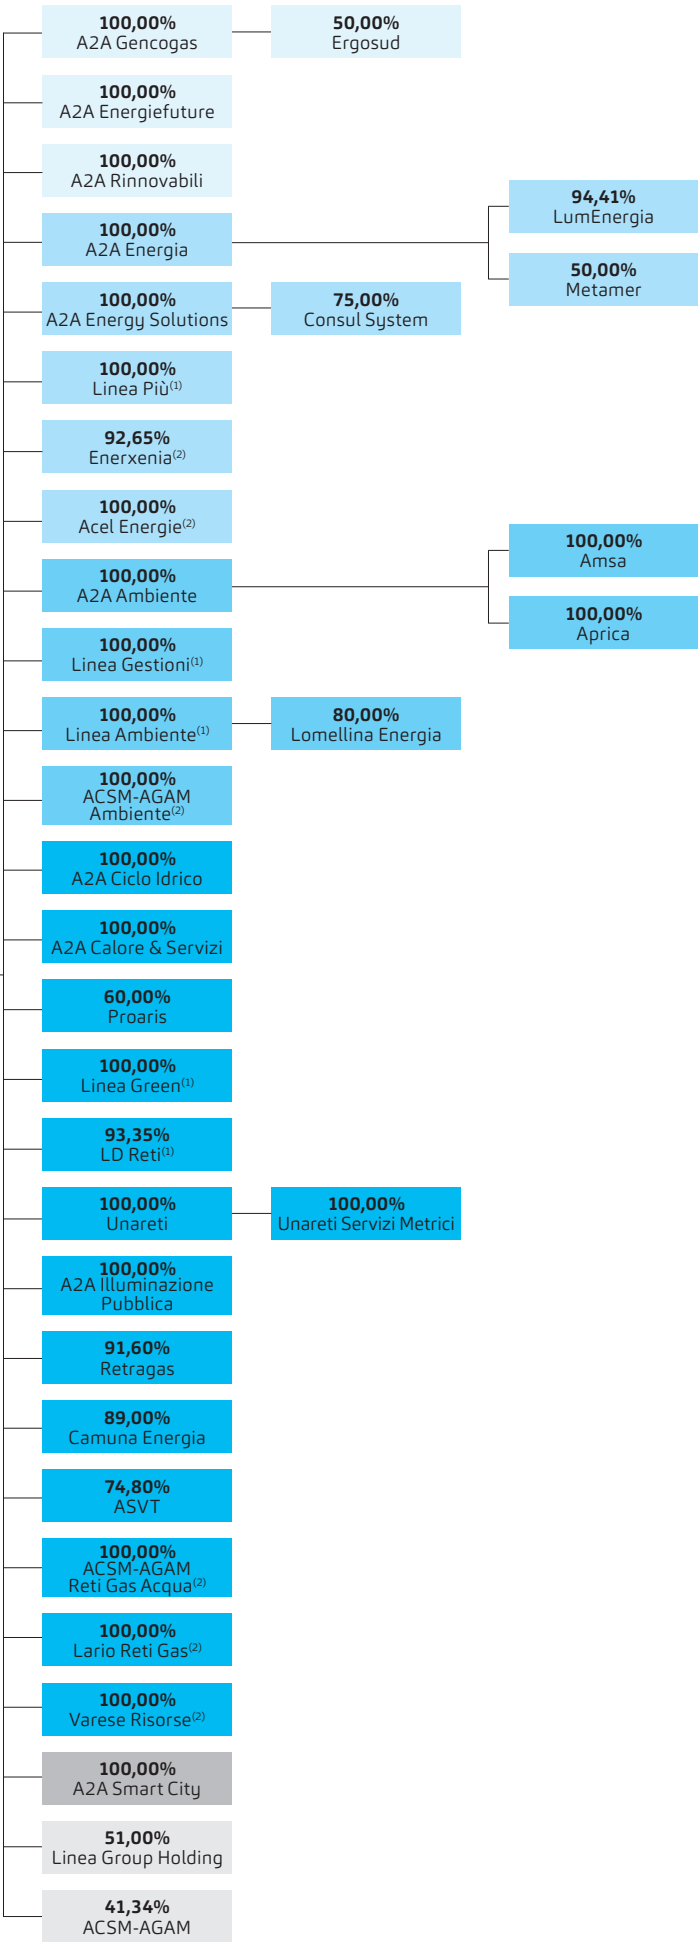 100,00%
A2A Gencogas
50,00%
Ergosud
100,00%
A2A Energiefuture
100,00%
A2A Rinnovabili
100,00%
A2A Energia
94,41%
LumEnergia
50,00%
Metamer
100,00%
A2A Energy Solutions
75,00%
Consul System
100,00%
Linea Più(1)
92,65%
Enerxenia(2)
100,00%
Acel Energie(2)
100,00%
A2A Ambiente
100,00%
Amsa
100,00%
Aprica
100,00%
Linea Gestioni(1)
100,00%
Linea Ambiente(1)
80,00%
Lomellina Energia
100,00%
ACSM-AGAM
Ambiente(2)
100,00%
A2A Ciclo Idrico
100,00%
A2A Calore & Servizi
60,00%
Proaris
100,00%
Linea Green(1)
93,35%
LD Reti(1)
100,00%
Unareti
100,00%
Unareti Servizi Metrici
100,00%
A2A Illuminazione
Pubblica
91,60%
Retragas
89,00%
Camuna Energia
74,80%
ASVT
100,00%
ACSM-AGAM
Reti Gas Acqua(2)
100,00%
Lario Reti Gas(2)
100,00%
Varese Risorse(2)
100,00%
A2A Smart City
51,00%
Linea Group Holding
41,34%
ACSM-AGAM